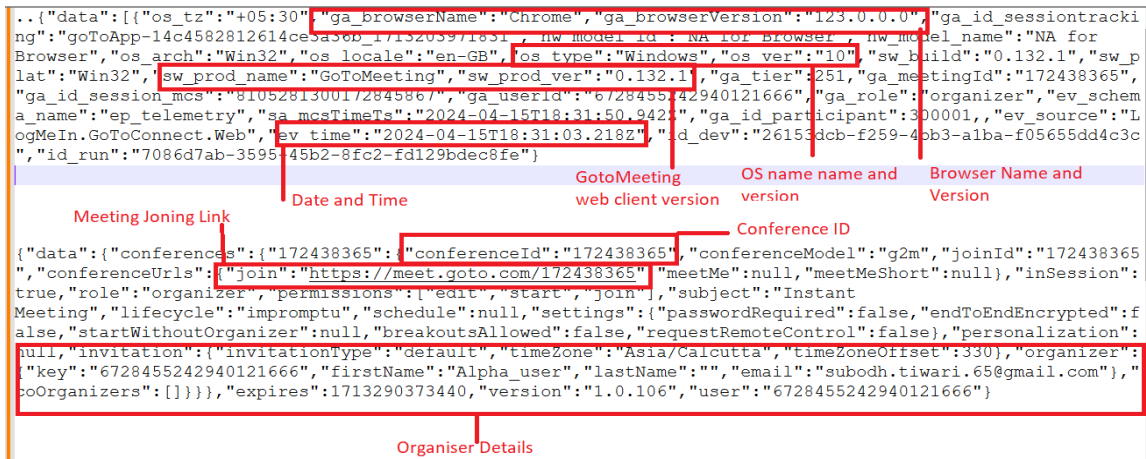 ..{"data":[{"os_tz":"+05:30","ga_browserName":"Chrome","ga_browserVersion":"123.0.0.0","ga_id_sessiontracki
ng":"goToApp-14c4582812614ce3a36b_1713203971831","nw_model_id":"NA for Browser","nw_model_name":"NA for
Browser","os_arch":"Win32","os_locale":"en-GB","os_type":"Windows","os_ver":"10","sw_build":"0.132.1","sw_p
lat":"Win32","sw_prod_name":"GoToMeeting","sw_prod_ver":"0.132.1","ga_tier":251,"ga_meetingId":"172438365",
"ga_id_session_mcs":"8105281300172845867","ga_userId":"6728455242940121666","ga_role":"organizer","ev_schem
a_name":"ep_telemetry","sa_mcsTimeTs":"2024-04-15T18:31:50.942Z","ga_id_participant":300001,,"ev_source":"L
ogMeIn.GoToConnect.Web","ev_time":"2024-04-15T18:31:03.218Z","id_dev":"26153dcb-f259-4bb3-a1ba-f05655dd4c3c
","id_run":"7086d7ab-3595-45b2-8fc2-fd129bdec8fe"}
GotoMeeting
web client version
OS name name and
version
Browser Name and
Version
Date and Time
Meeting Joning Link
Conference ID
{"data":{"conferences":{"172438365":{"conferenceId":"172438365","conferenceModel":"g2m","joinId":"172438365
","conferenceUrls":{"join":"https://meet.goto.com/172438365","meetMe":null,"meetMeShort":null},"inSession":
true,"role":"organizer","permissions":["edit","start","join"],"subject":"Instant
Meeting","lifecycle":"impromptu","schedule":null,"settings":{"passwordRequired":false,"endToEndEncrypted":f
alse,"startWithoutOrganizer":null,"breakoutsAllowed":false,"requestRemoteControl":false},"personalization":
null,"invitation":{"invitationType":"default","timeZone":"Asia/Calcutta","timeZoneOffset":330},"organizer":
{"key":"6728455242940121666","firstName":"Alpha_user","lastName":"","email":"subodh.tiwari.65@gmail.com"},"
coOrganizers":[]}}},"expires":1713290373440,"version":"1.0.106","user":"6728455242940121666"}
Organiser Details